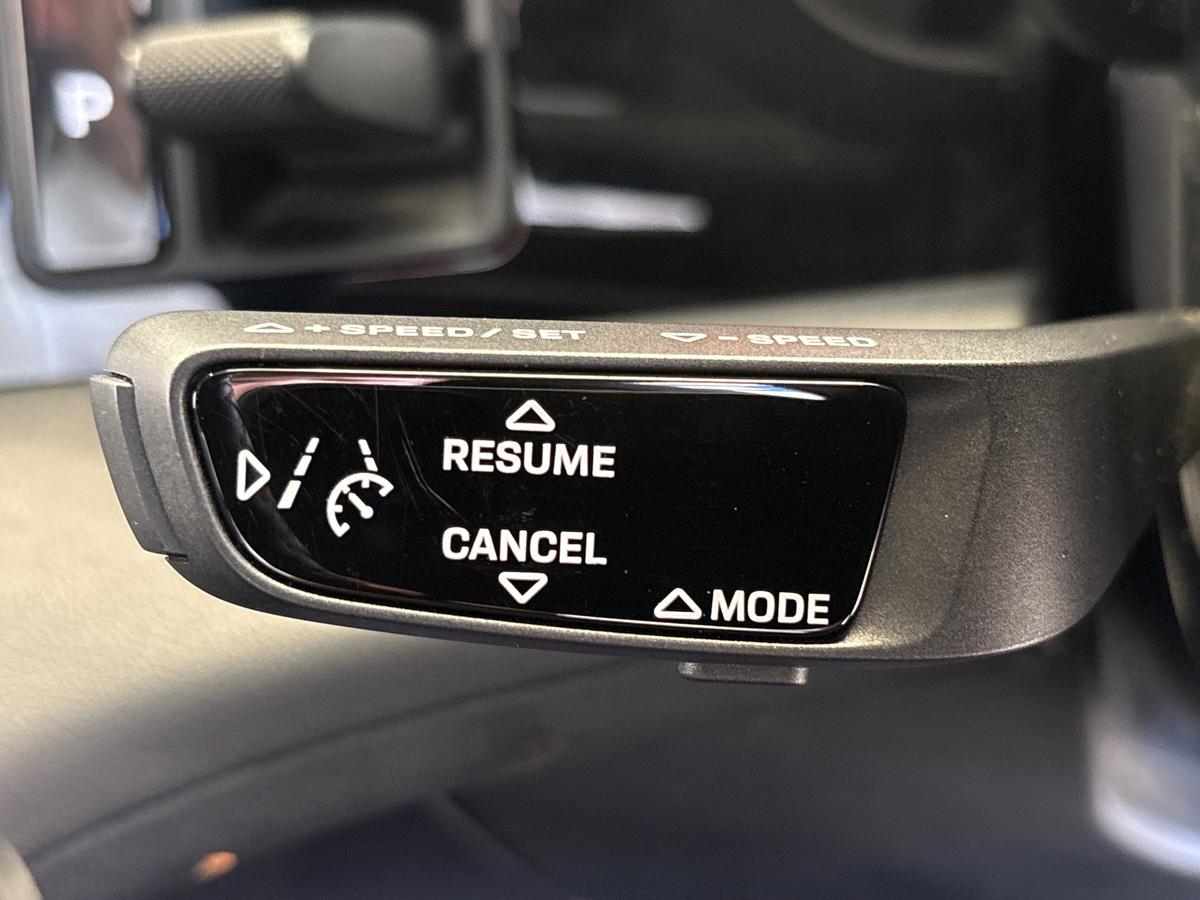 P
+ SPEED / SET
− SPEED
RESUME
CANCEL
MODE